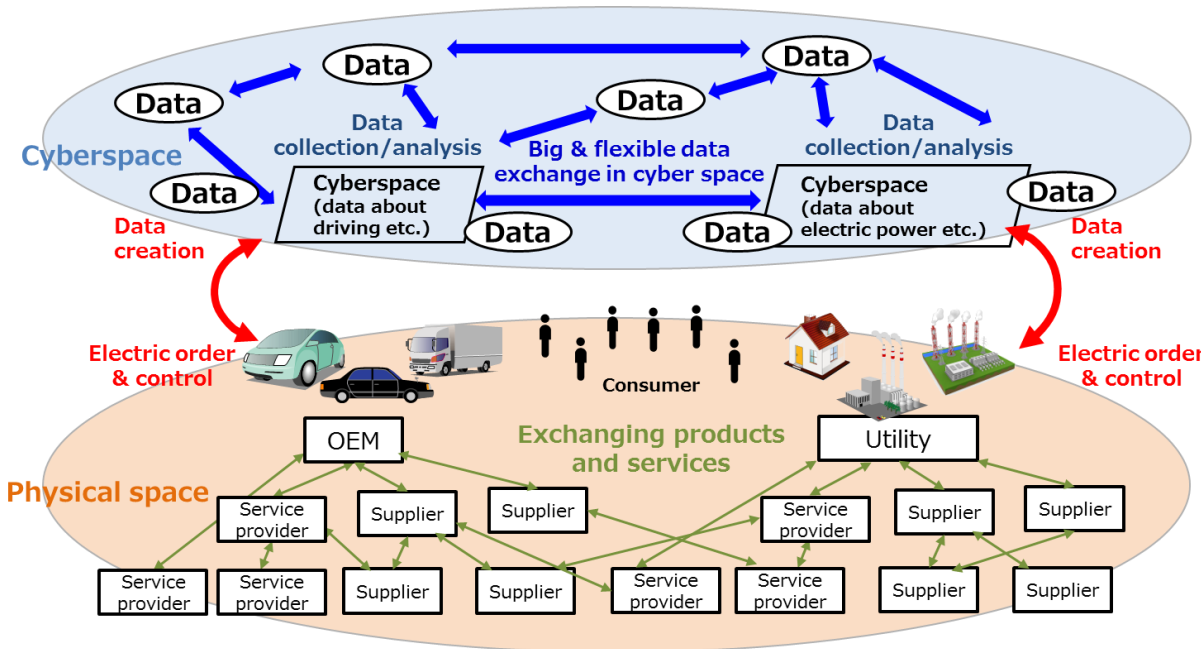 Data
Data
Data
Data
Data
collection/analysis
Big & flexible data
exchange in cyber space
Data
collection/analysis
Cyberspace
Data
Cyberspace
(data about
driving etc.)
Data
Data
Cyberspace
(data about
electric power etc.)
Data
Data
creation
Data
creation
Electric order
& control
Consumer
Electric order
& control
OEM
Exchanging products
and services
Utility
Physical space
Service
provider
Supplier
Supplier
Service
provider
Supplier
Supplier
Service
provider
Service
provider
Supplier
Supplier
Service
provider
Service
provider
Supplier
Supplier